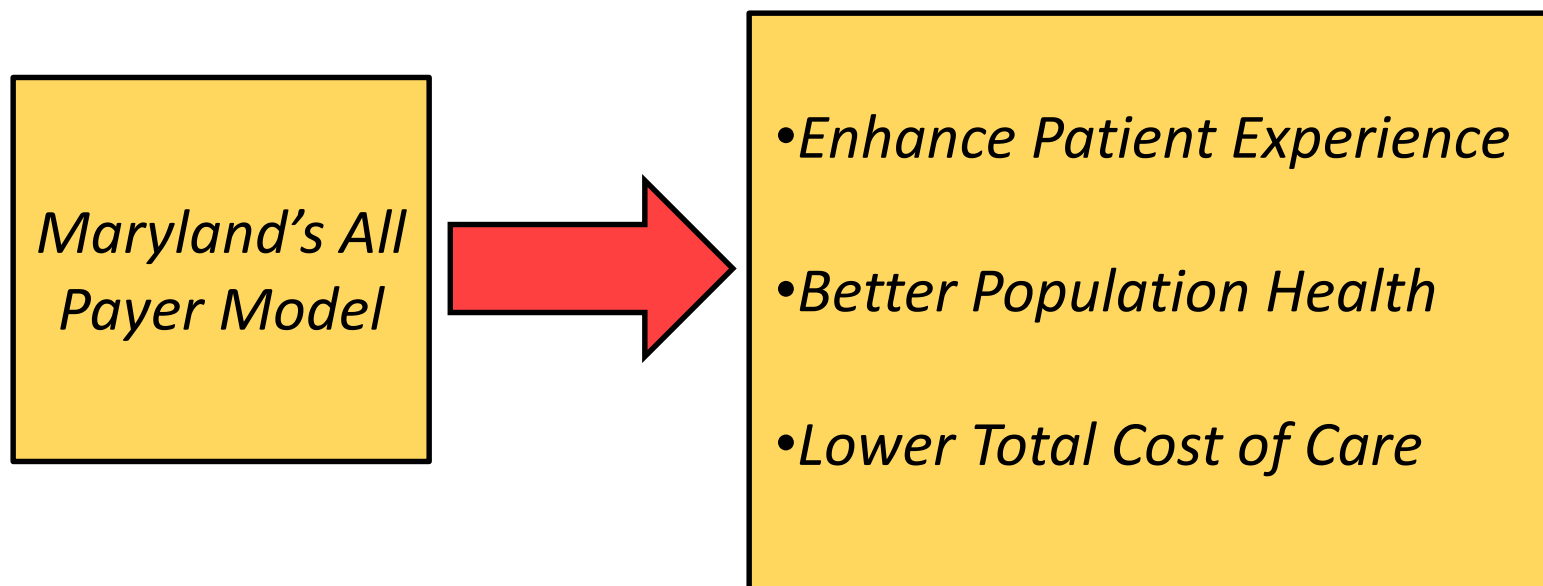 Maryland’s All
Payer Model
•Enhance Patient Experience
•Better Population Health
•Lower Total Cost of Care